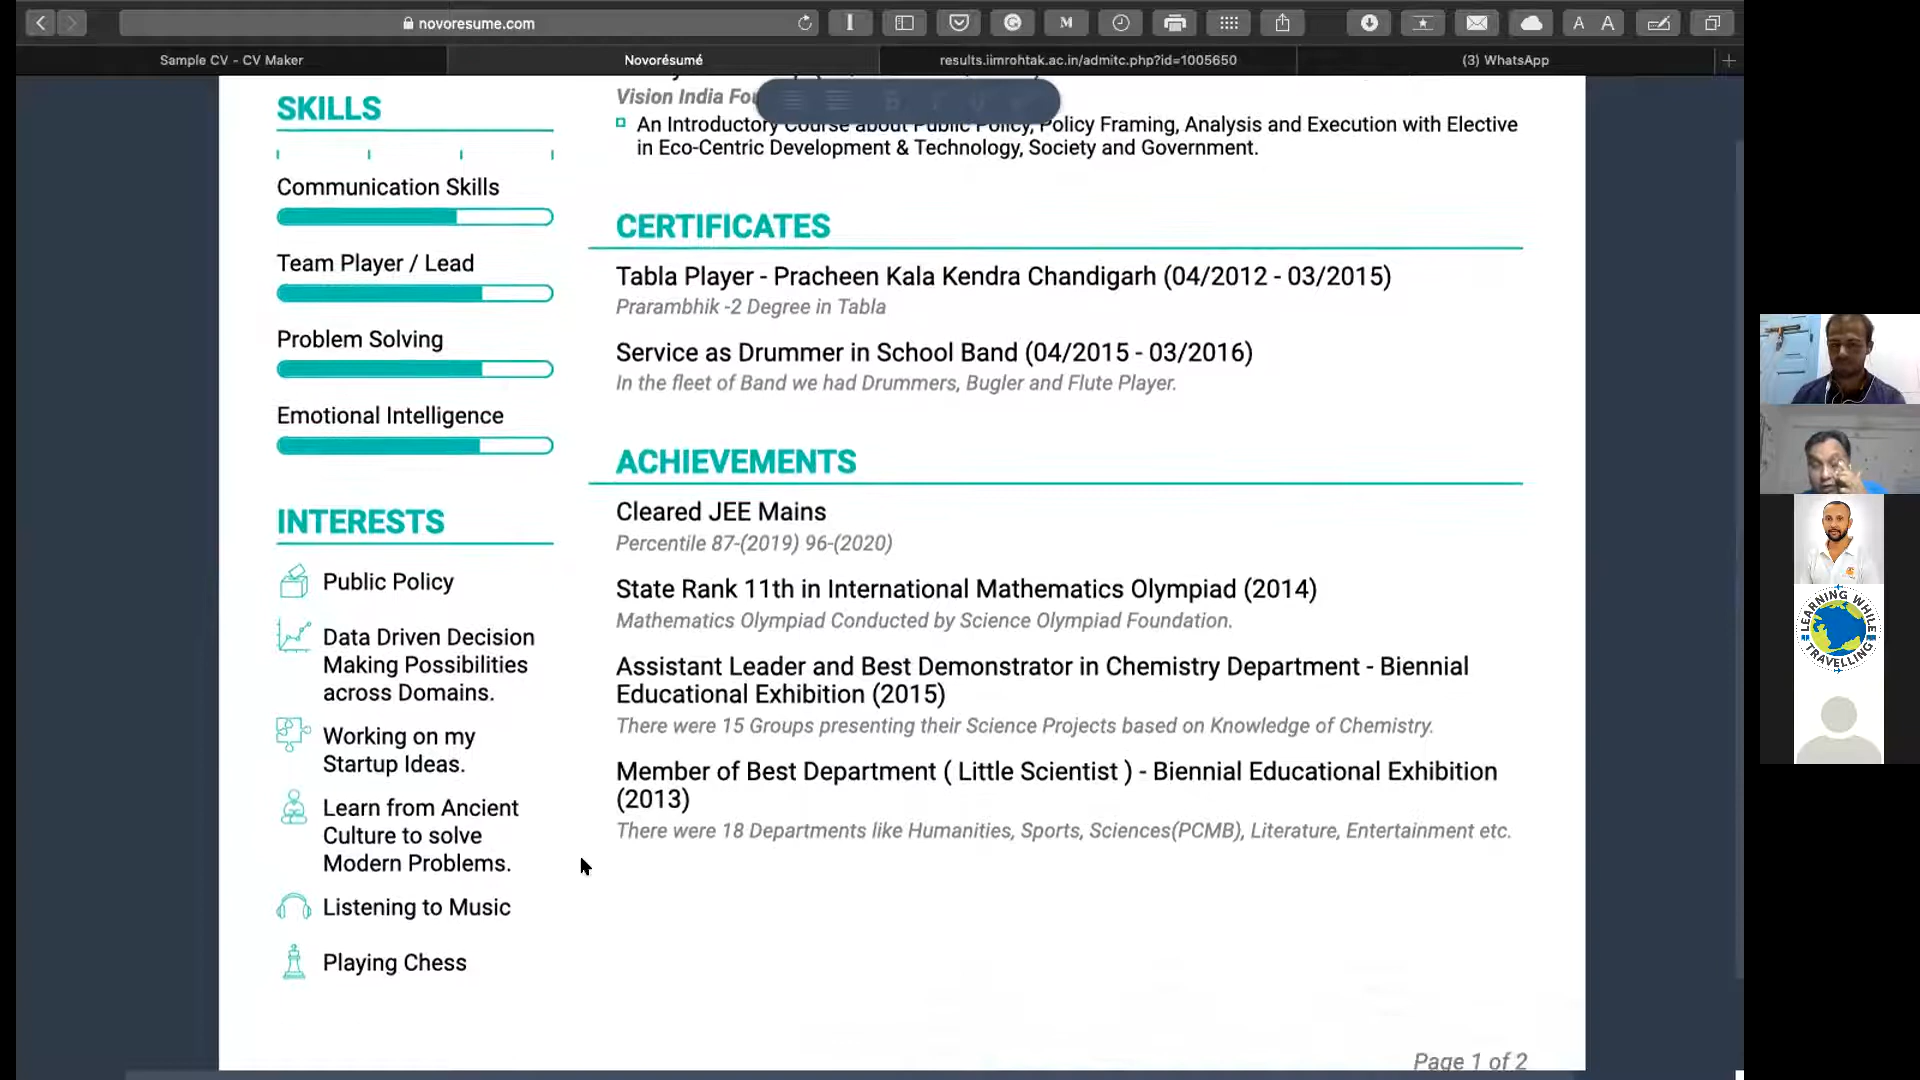 novoresume.com
Sample CV - CV Maker
Novorésumé
results.iimrohtak.ac.in/admitc.php?id=1005650
(3) WhatsApp
SKILLS
Communication Skills
Team Player / Lead
Problem Solving
Emotional Intelligence
INTERESTS
Public Policy
Data Driven Decision
Making Possibilities
across Domains.
Working on my
Startup Ideas.
Learn from Ancient
Culture to solve
Modern Problems.
Listening to Music
Playing Chess
Vision India
An Introductory Course about Public Policy, Policy Framing, Analysis and Execution with Elective
in Eco-Centric Development & Technology, Society and Government.
CERTIFICATES
Tabla Player - Pracheen Kala Kendra Chandigarh (04/2012 - 03/2015)
Prarambhik -2 Degree in Tabla
Service as Drummer in School Band (04/2015 - 03/2016)
In the fleet of Band we had Drummers, Bugler and Flute Player.
ACHIEVEMENTS
Cleared JEE Mains
Percentile 87-(2019) 96-(2020)
State Rank 11th in International Mathematics Olympiad (2014)
Mathematics Olympiad Conducted by Science Olympiad Foundation.
Assistant Leader and Best Demonstrator in Chemistry Department - Biennial
Educational Exhibition (2015)
There were 15 Groups presenting their Science Projects based on Knowledge of Chemistry.
Member of Best Department ( Little Scientist ) - Biennial Educational Exhibition
(2013)
There were 18 Departments like Humanities, Sports, Sciences(PCMB), Literature, Entertainment etc.
Page 1 of 2
LEARNING WHILE
TRAVELLING